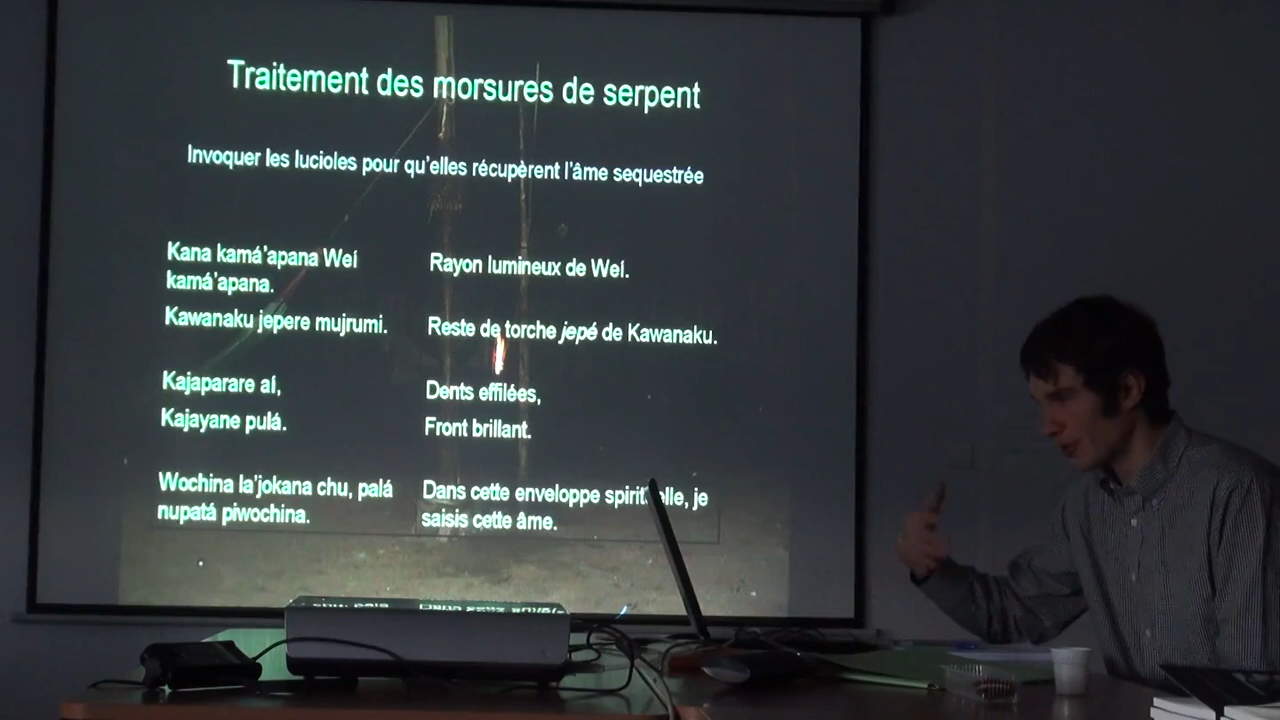 Traitement des morsures de serpent
Invoquer les lucioles pour qu'elles récupèrent l'âme sequestrée
Kana kamá'apana Weí
kamá'apana.
Rayon lumineux de Weí.
Kawanaku jepere mujrumi.
Reste de torche jepé de Kawanaku.
Kajaparare aí,
Dents effilées,
Kajayane pulá.
Front brillant.
Wochina la'jokana chu, palá
nupatá piwochina.
Dans cette enveloppe spirit elle, je
saisis cette âme.